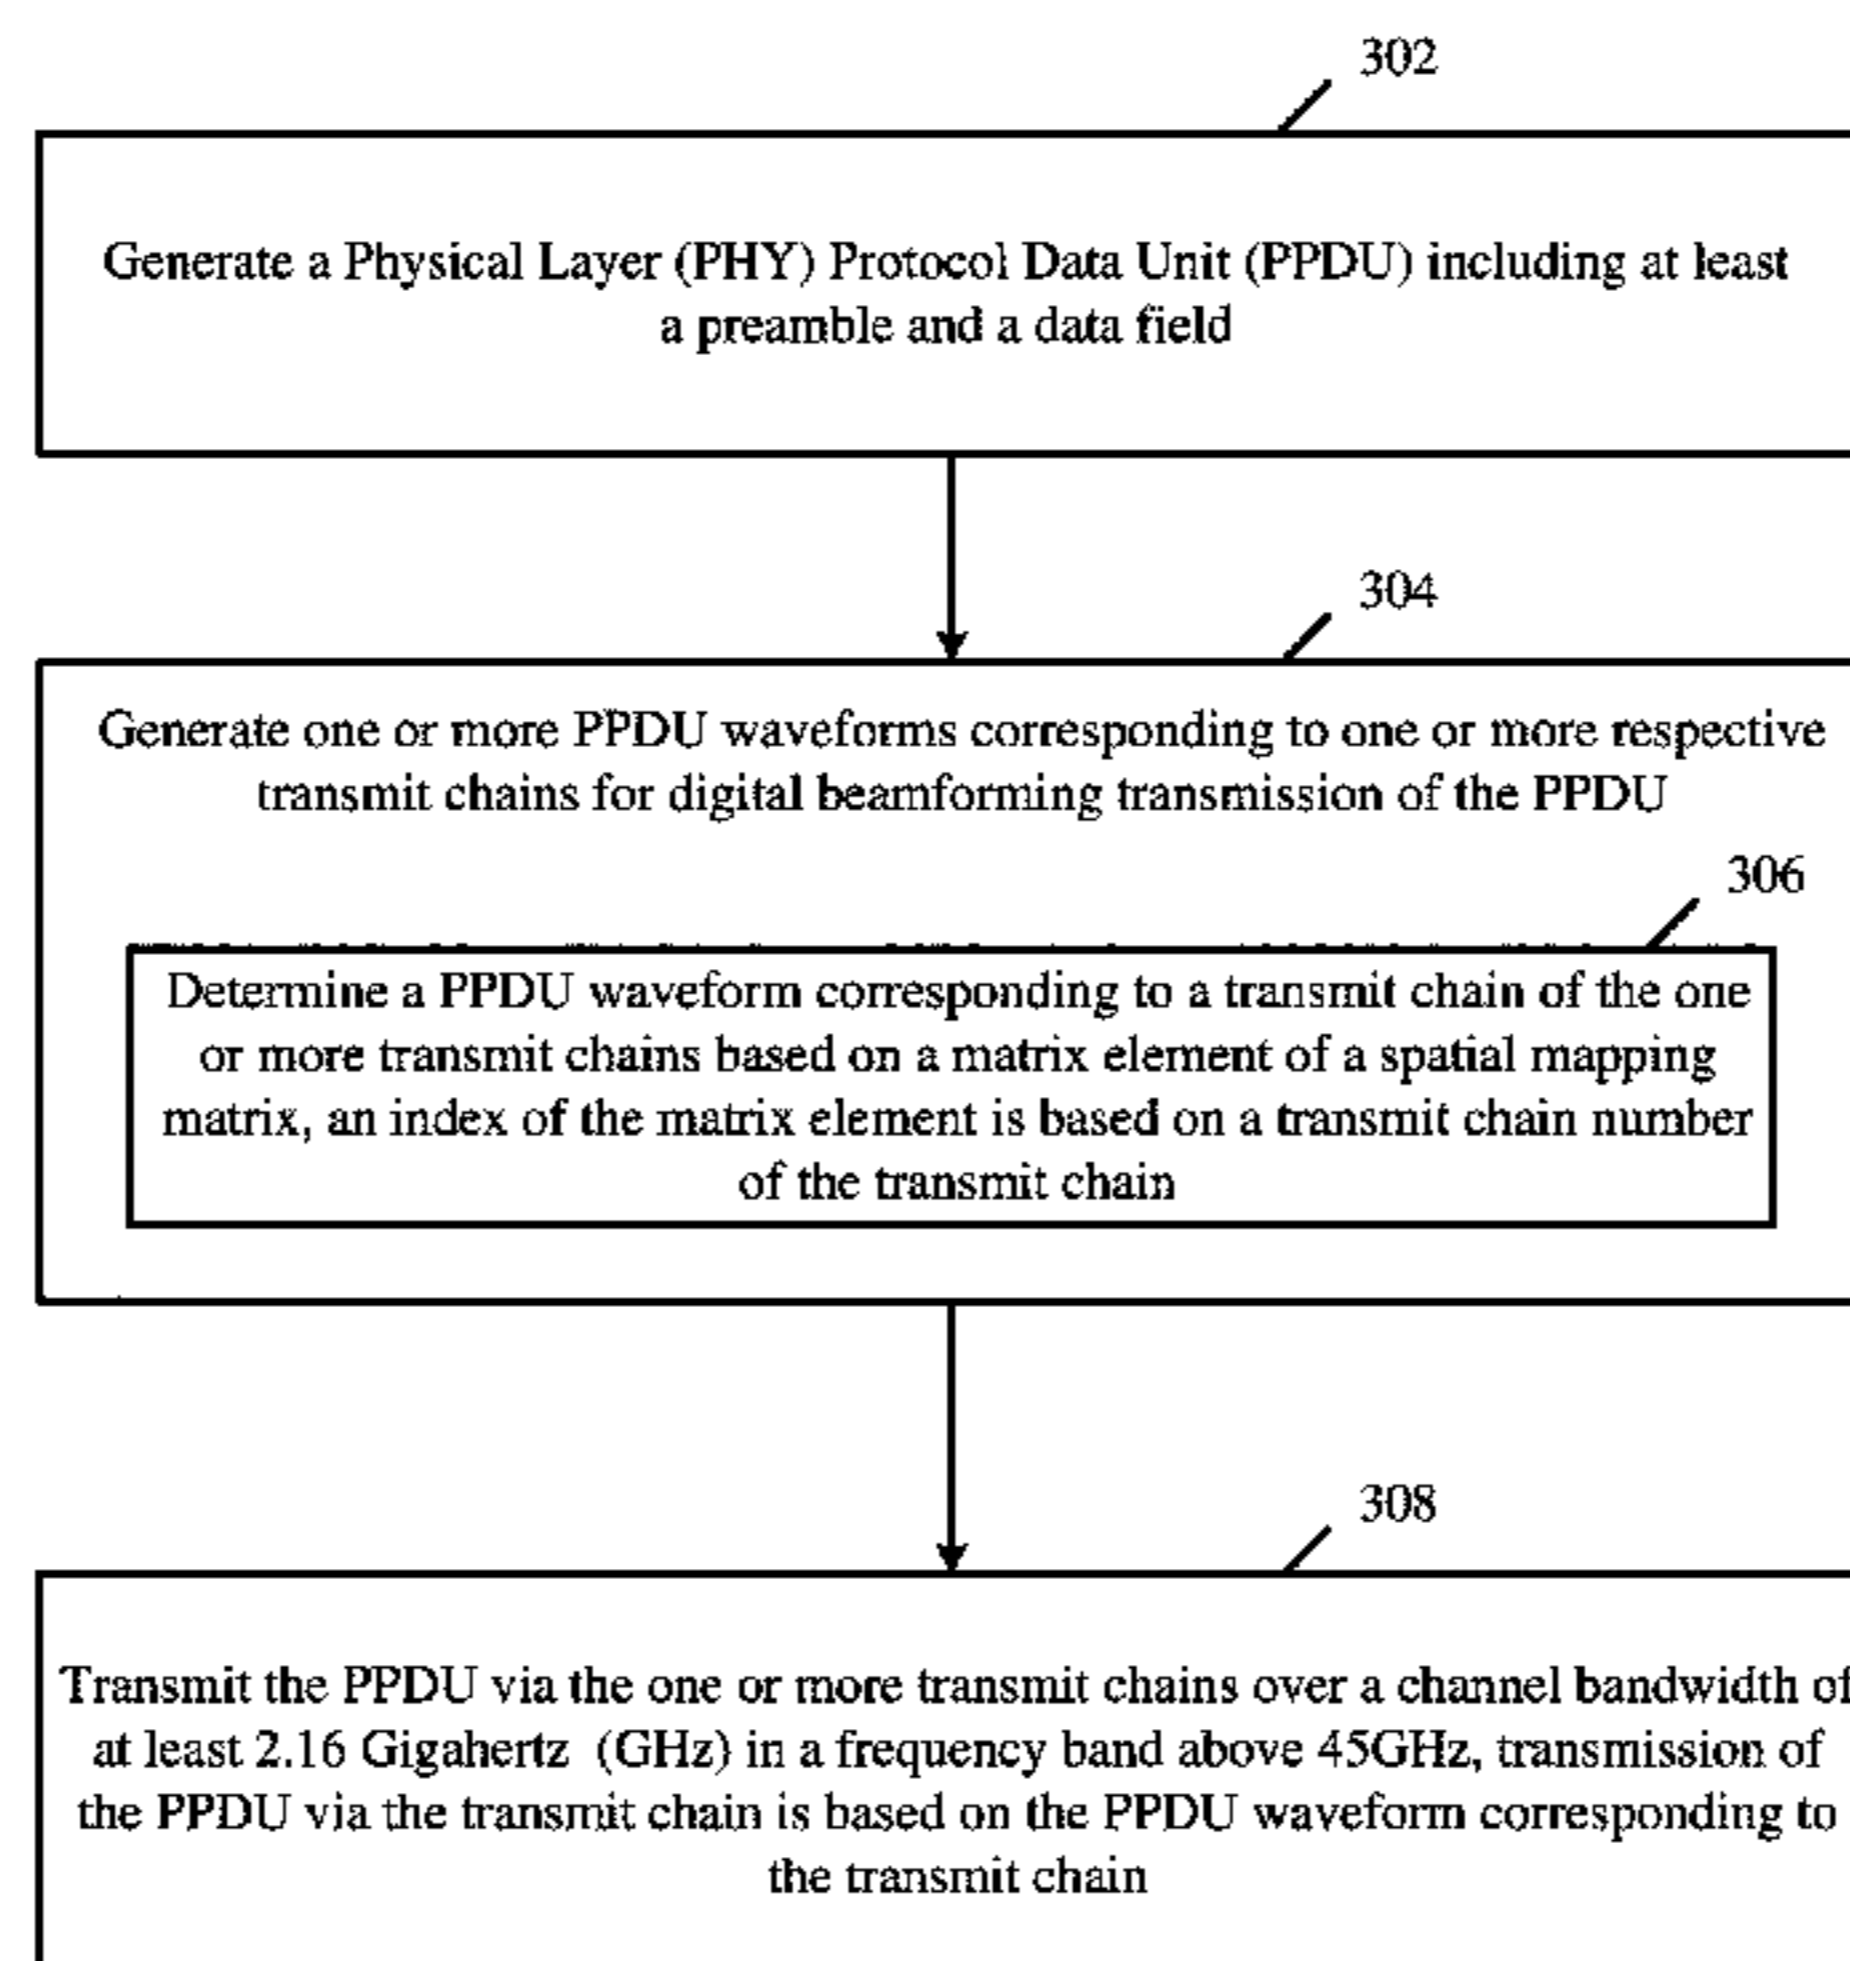 302
Generate a Physical Layer (PHY) Protocol Data Unit (PPDU) including at least
a preamble and a data field
304
Generate one or more PPDU waveforms corresponding to one or more respective
transmit chains for digital beamforming transmission of the PPDU
306
Determine a PPDU waveform corresponding to a transmit chain of the one
or more transmit chains based on a matrix element of a spatial mapping
matrix, an index of the matrix element is based on a transmit chain number
of the transmit chain
308
Transmit the PPDU via the one or more transmit chains over a channel bandwidth of
at least 2.16 Gigahertz (GHz) in a frequency band above 45GHz, transmission of
the PPDU via the transmit chain is based on the PPDU waveform corresponding to
the transmit chain